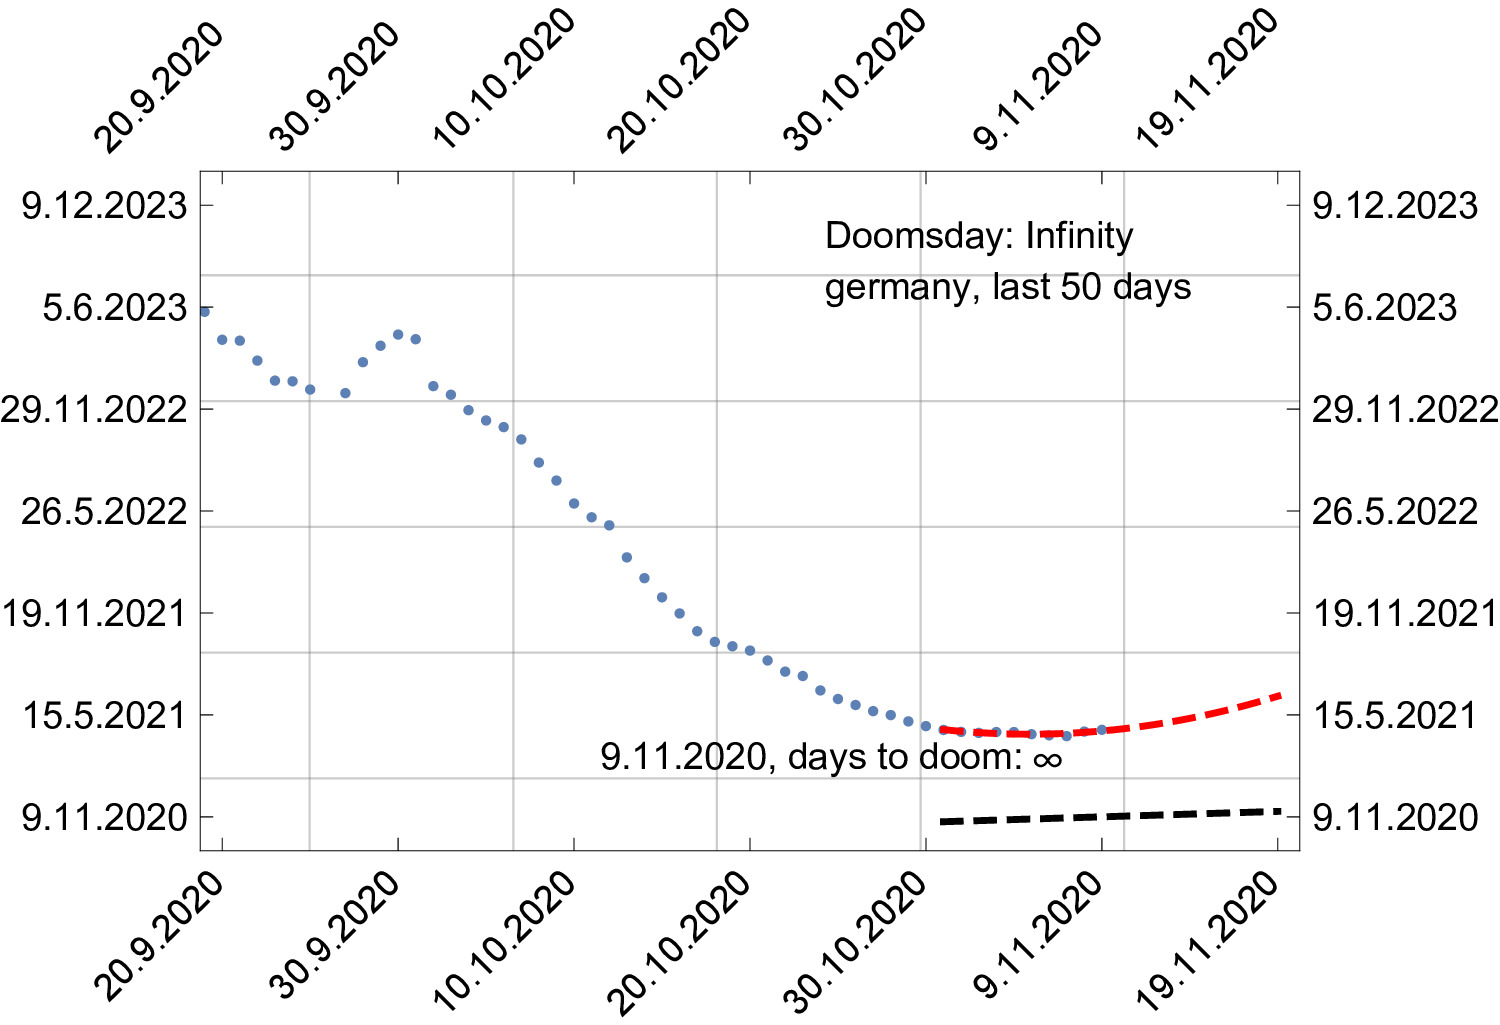 20.9.2020 30.9.2020 10.10.2020 20.10.2020 30.10.2020 9.11.2020 19.11.2020
9.12.2023 9.12.2023
Doomsday: Infinity
germany, last 50 days
5.6.2023 5.6.2023
29.11.2022 29.11.2022
26.5.2022 26.5.2022
19.11.2021 19.11.2021
15.5.2021 15.5.2021
9.11.2020, days to doom: ∞
9.11.2020 9.11.2020
20.9.2020 30.9.2020 10.10.2020 20.10.2020 30.10.2020 9.11.2020 19.11.2020